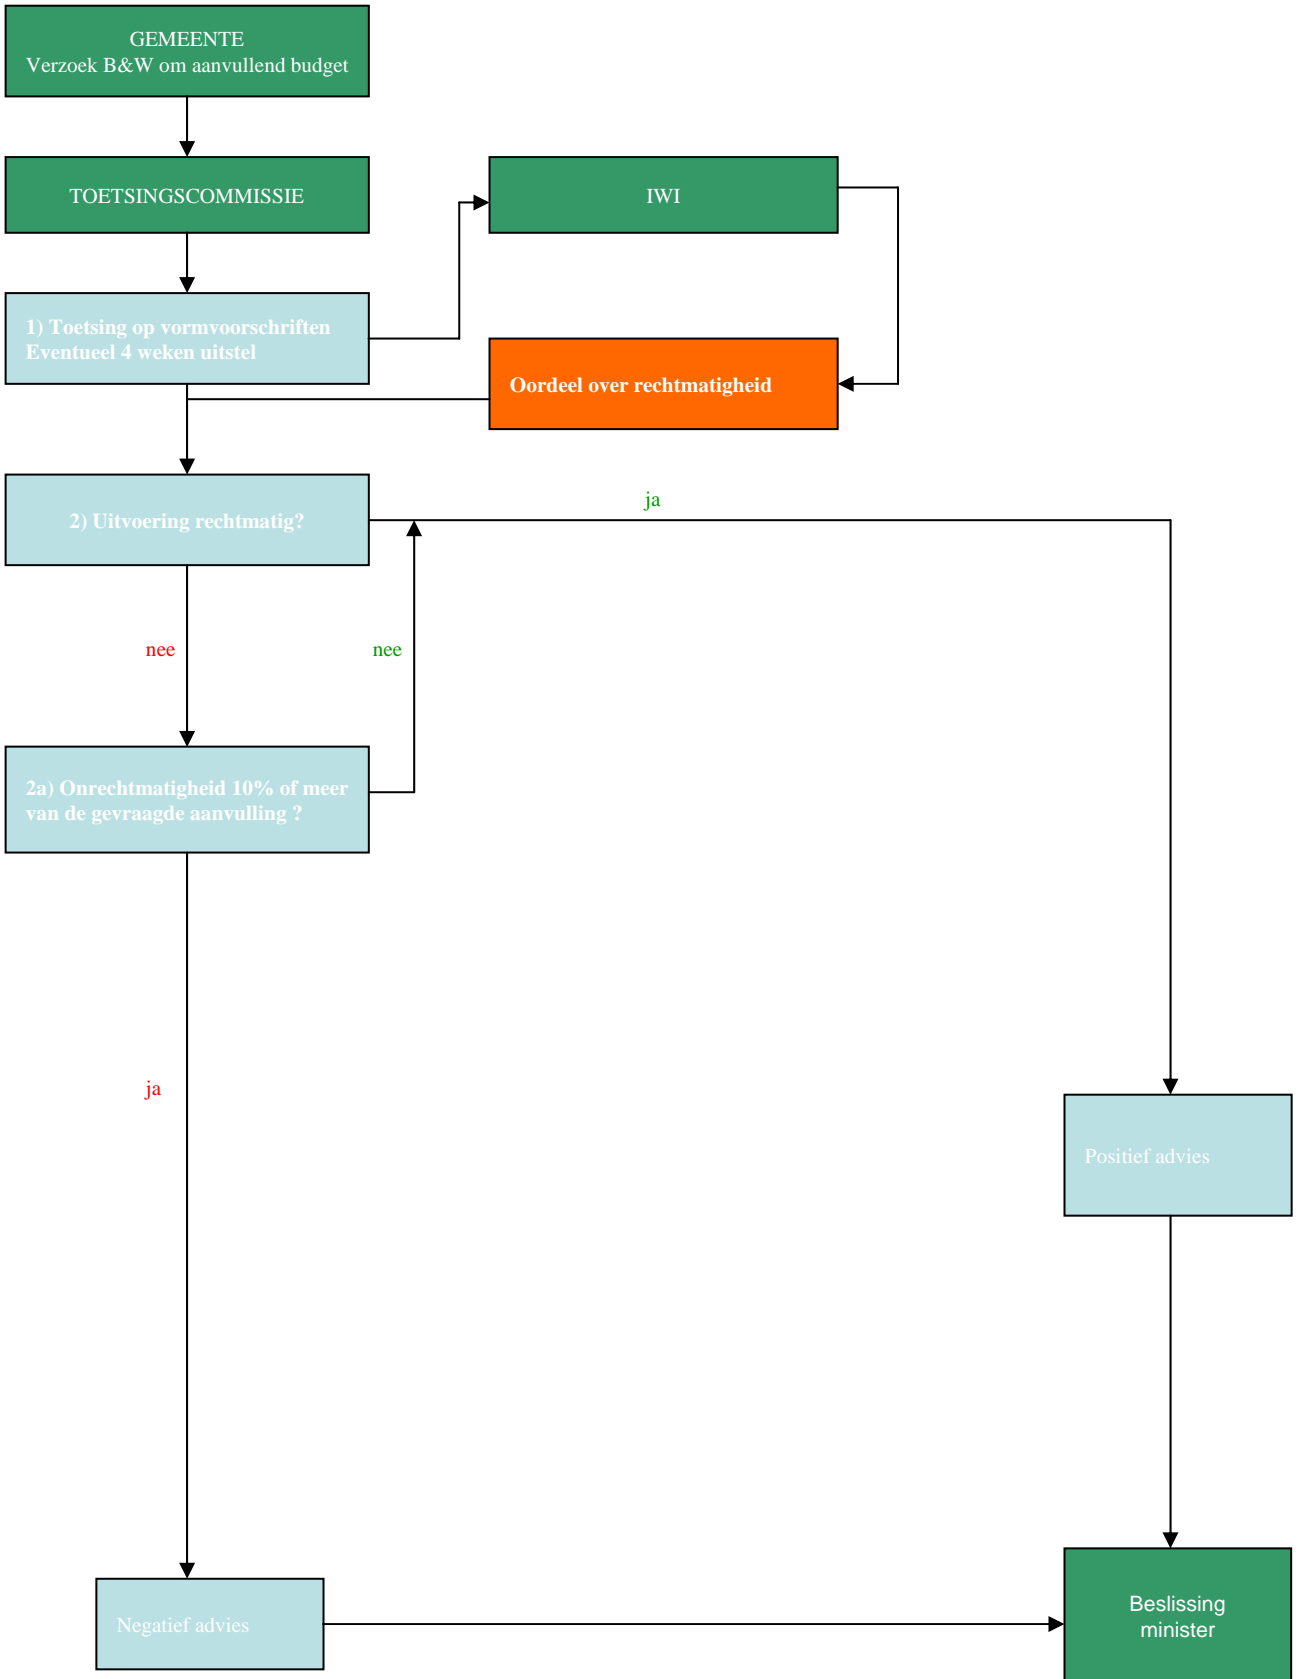 GEMEENTE
Verzoek B&W om aanvullend budget
TOETSINGSCOMMISSIE
IWI
1) Toetsing op vormvoorschriften
Eventueel 4 weken uitstel
Oordeel over rechtmatigheid
2) Uitvoering rechtmatig?
ja
nee
nee
2a) Onrechtmatigheid 10% of meer
van de gevraagde aanvulling ?
ja
Positief advies
Negatief advies
Beslissing
minister